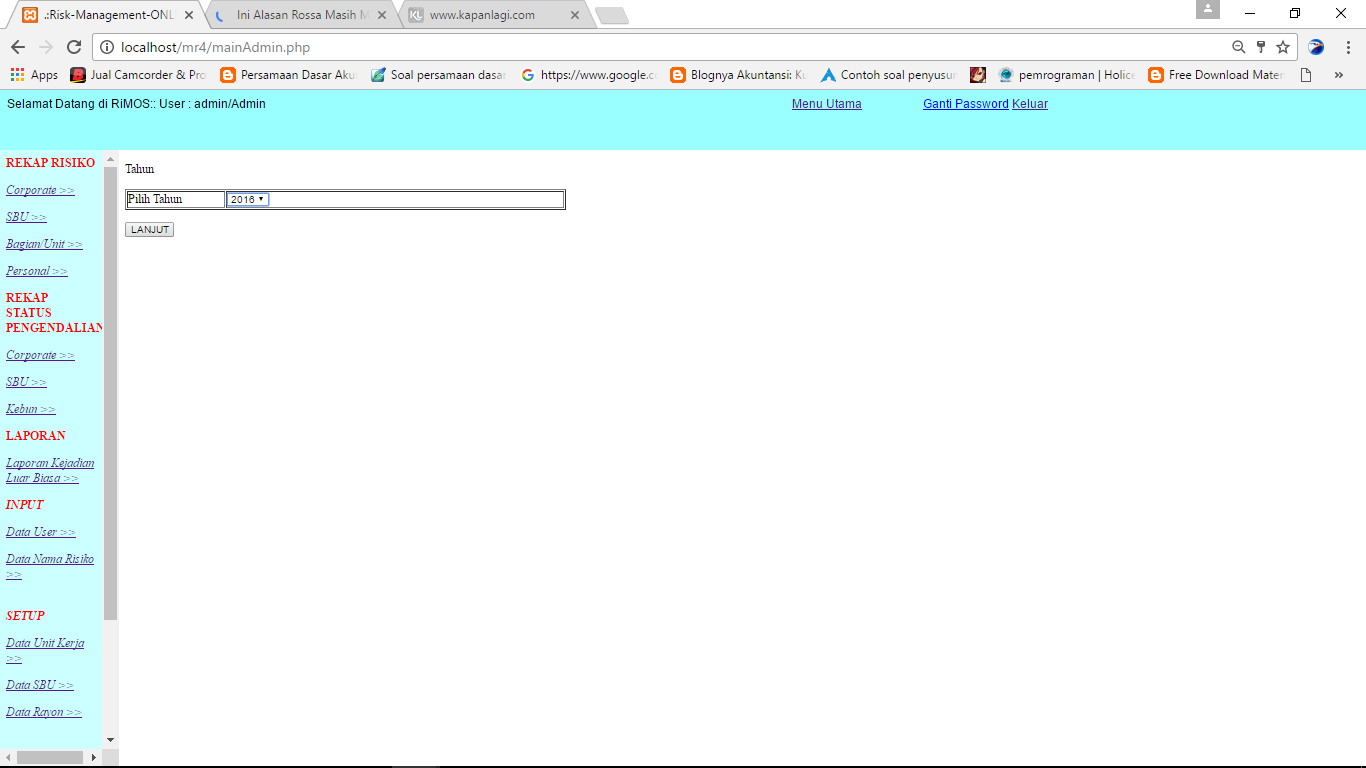 .:Risk-Management-ONL
Ini Alasan Rossa Masih M
www.kapanlagi.com
localhost/mr4/mainAdmin.php
Apps
Jual Camcorder & Pro
Persamaan Dasar Aku
Soal persamaan dasar
https://www.google.c
Blognya Akuntansi: Ku
Contoh soal penyusun
pemrograman | Holic
Free Download Mater
»
Selamat Datang di RiMOS:: User : admin/Admin
Menu Utama
Ganti Password Keluar
REKAP RISIKO
Corporate >>
SBU >>
Bagian/Unit >>
Personal >>
REKAP
STATUS
PENGENDALIAN
Corporate >>
SBU >>
Kebun >>
LAPORAN
Laporan Kejadian
Luar Biasa >>
INPUT
Data User >>
Data Nama Risiko
>>
SETUP
Data Unit Kerja
>>
Data SBU >>
Data Rayon >>
Tahun
Pilih Tahun
2016
LANJUT